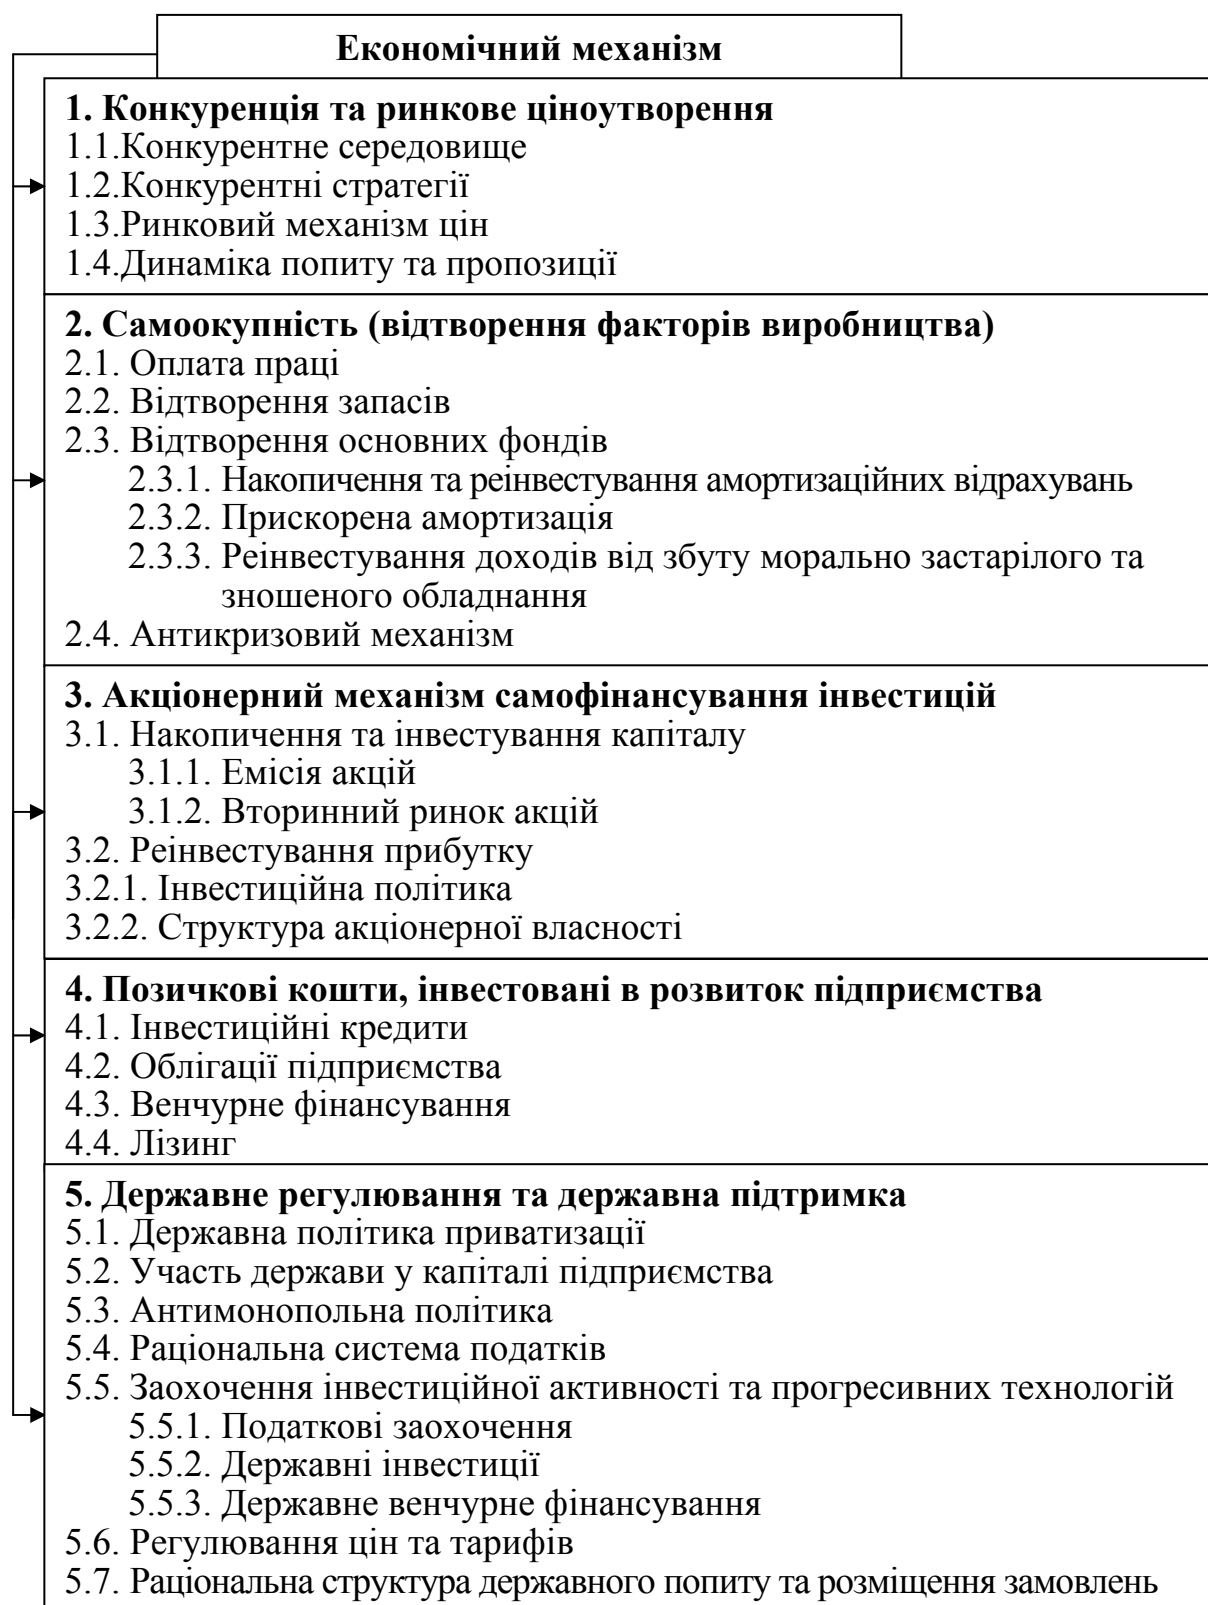 Економічний механізм
1. Конкуренція та ринкове ціноутворення
1.1.Конкурентне середовище
1.2.Конкурентні стратегії
1.3.Ринковий механізм цін
1.4.Динаміка попиту та пропозиції
2. Самоокупність (відтворення факторів виробництва)
2.1. Оплата праці
2.2. Відтворення запасів
2.3. Відтворення основних фондів
2.3.1. Накопичення та реінвестування амортизаційних відрахувань
2.3.2. Прискорена амортизація
2.3.3. Реінвестування доходів від збуту морально застарілого та
зношеного обладнання
2.4. Антикризовий механізм
3. Акціонерний механізм самофінансування інвестицій
3.1. Накопичення та інвестування капіталу
3.1.1. Емісія акцій
3.1.2. Вторинний ринок акцій
3.2. Реінвестування прибутку
3.2.1. Інвестиційна політика
3.2.2. Структура акціонерної власності
4. Позичкові кошти, інвестовані в розвиток підприємства
4.1. Інвестиційні кредити
4.2. Облігації підприємства
4.3. Венчурне фінансування
4.4. Лізинг
5. Державне регулювання та державна підтримка
5.1. Державна політика приватизації
5.2. Участь держави у капіталі підприємства
5.3. Антимонопольна політика
5.4. Раціональна система податків
5.5. Заохочення інвестиційної активності та прогресивних технологій
5.5.1. Податкові заохочення
5.5.2. Державні інвестиції
5.5.3. Державне венчурне фінансування
5.6. Регулювання цін та тарифів
5.7. Раціональна структура державного попиту та розміщення замовлень